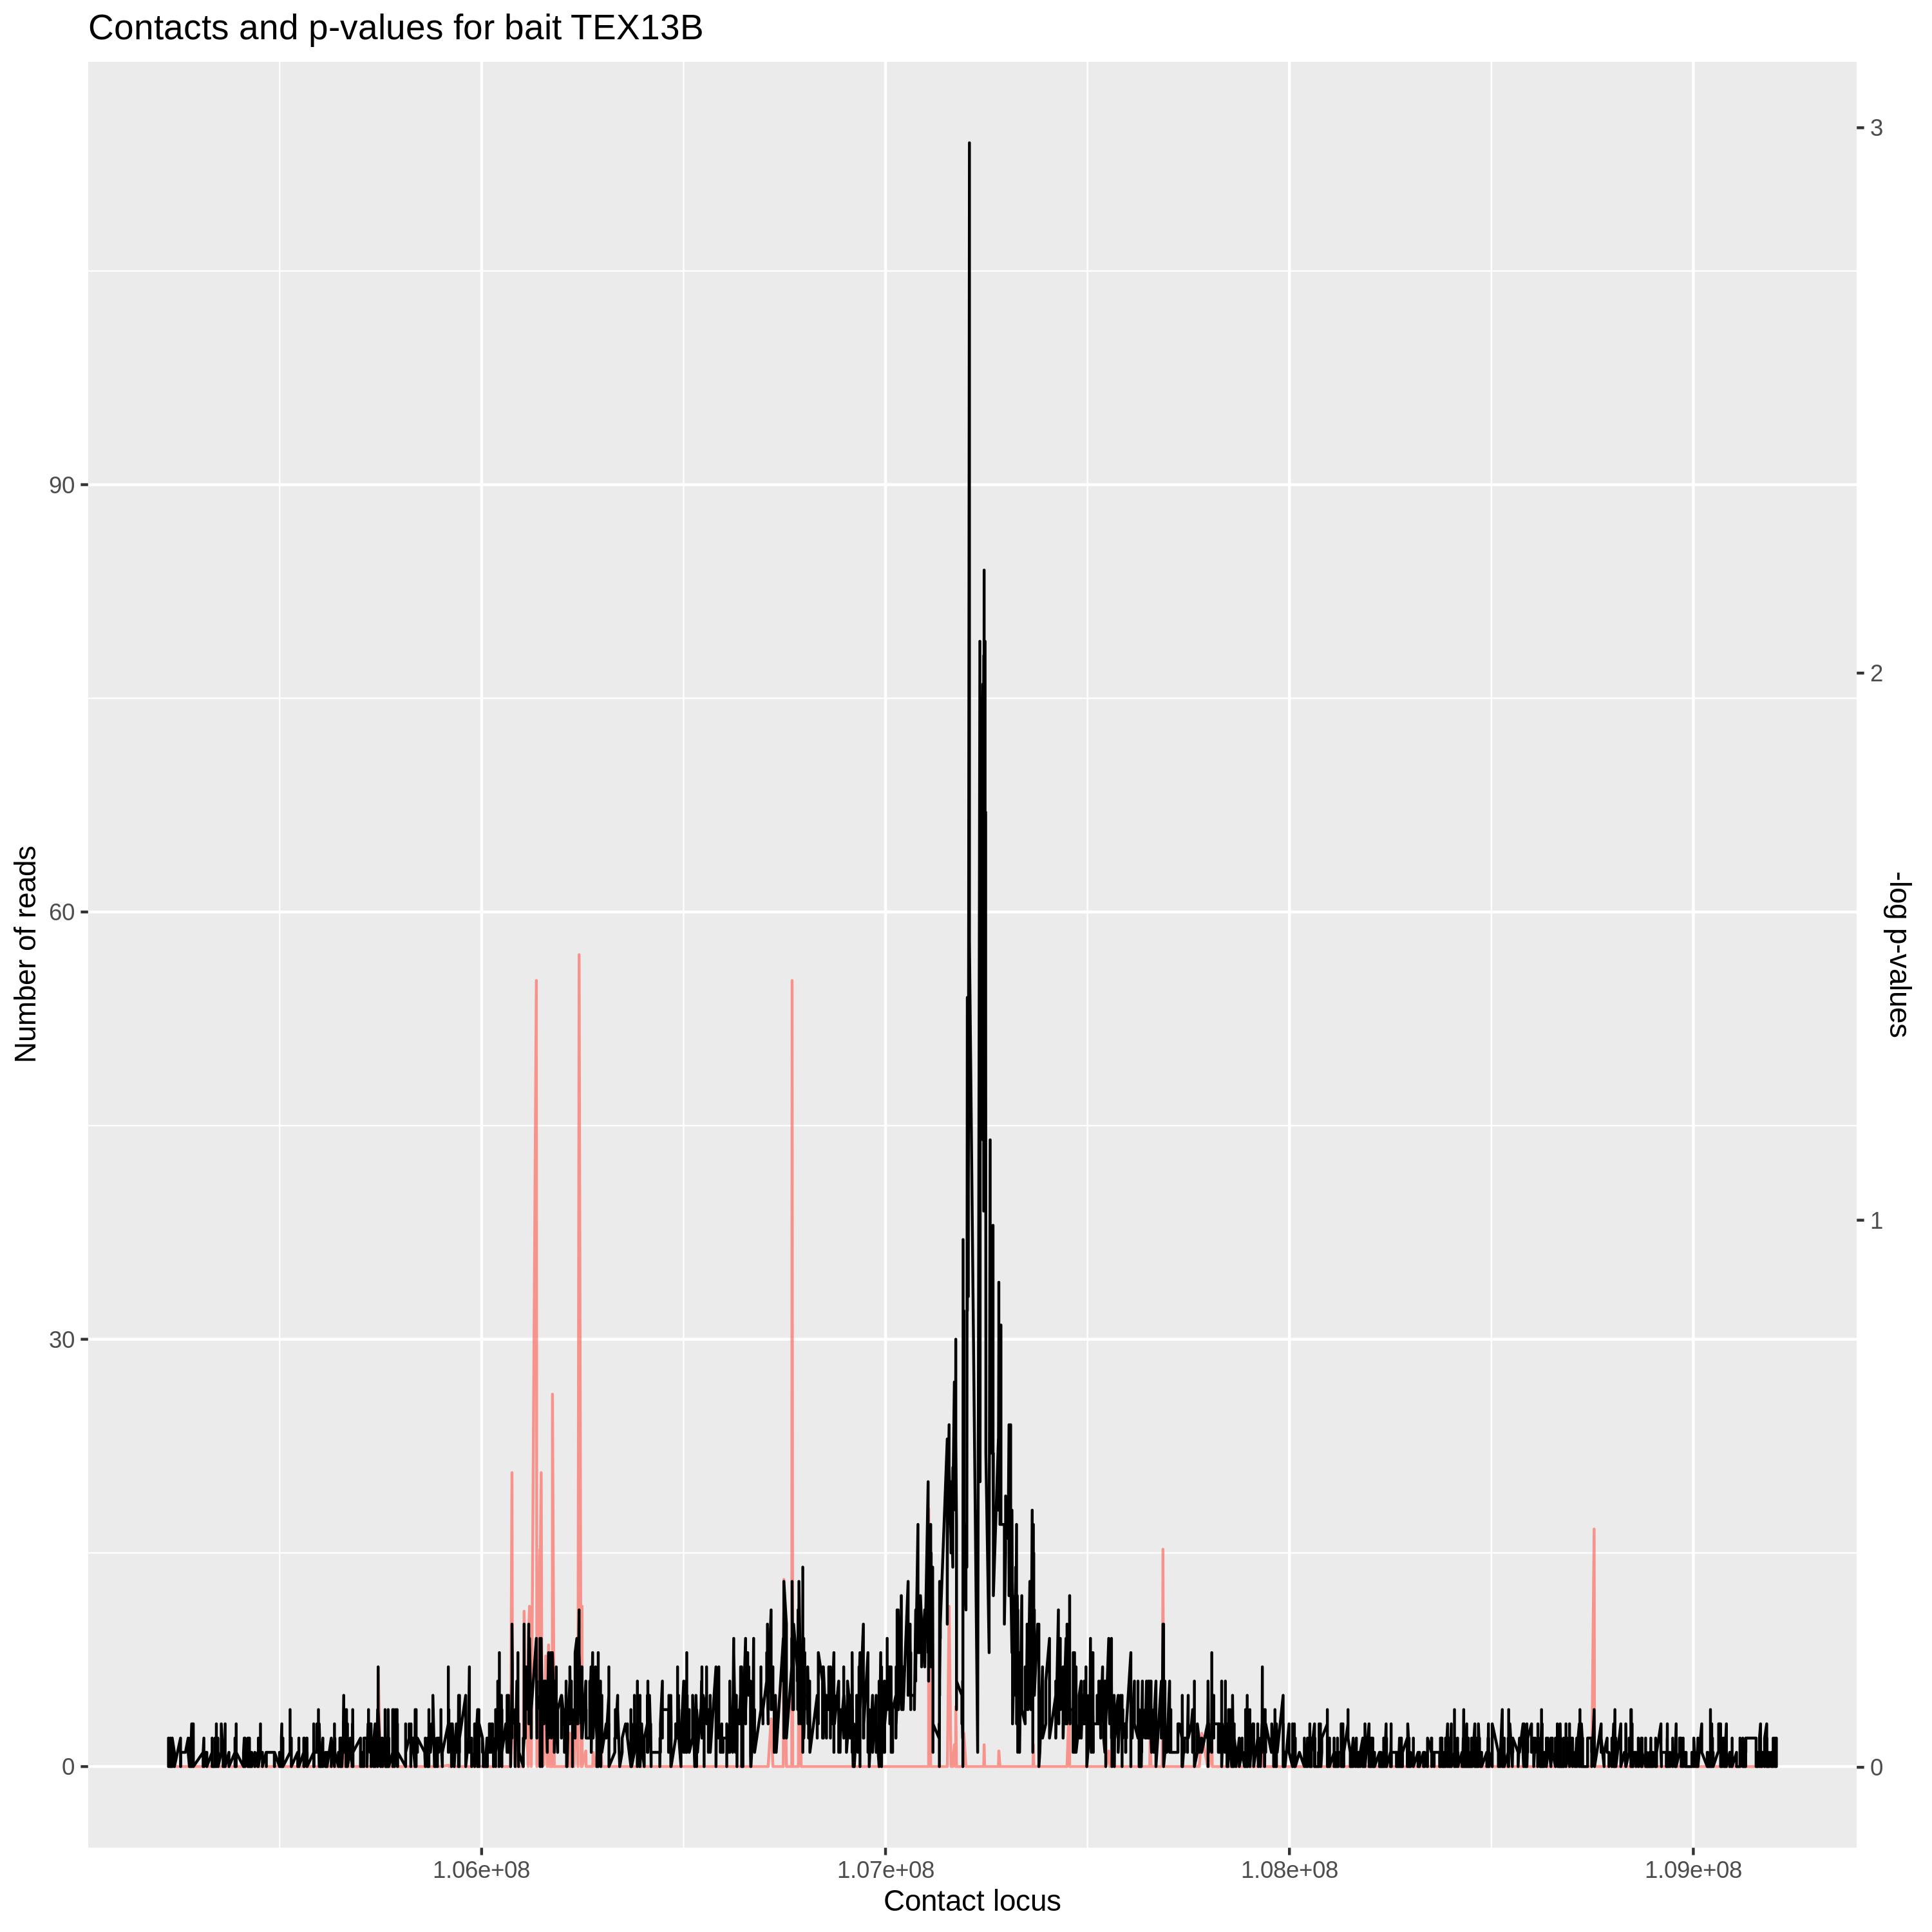 Contacts and p-values for bait TEX13B
Number of reads
90
60
30
0
-log p-values
3
2
1
0
1.06e+08
1.07e+08
1.08e+08
1.09e+08
Contact locus